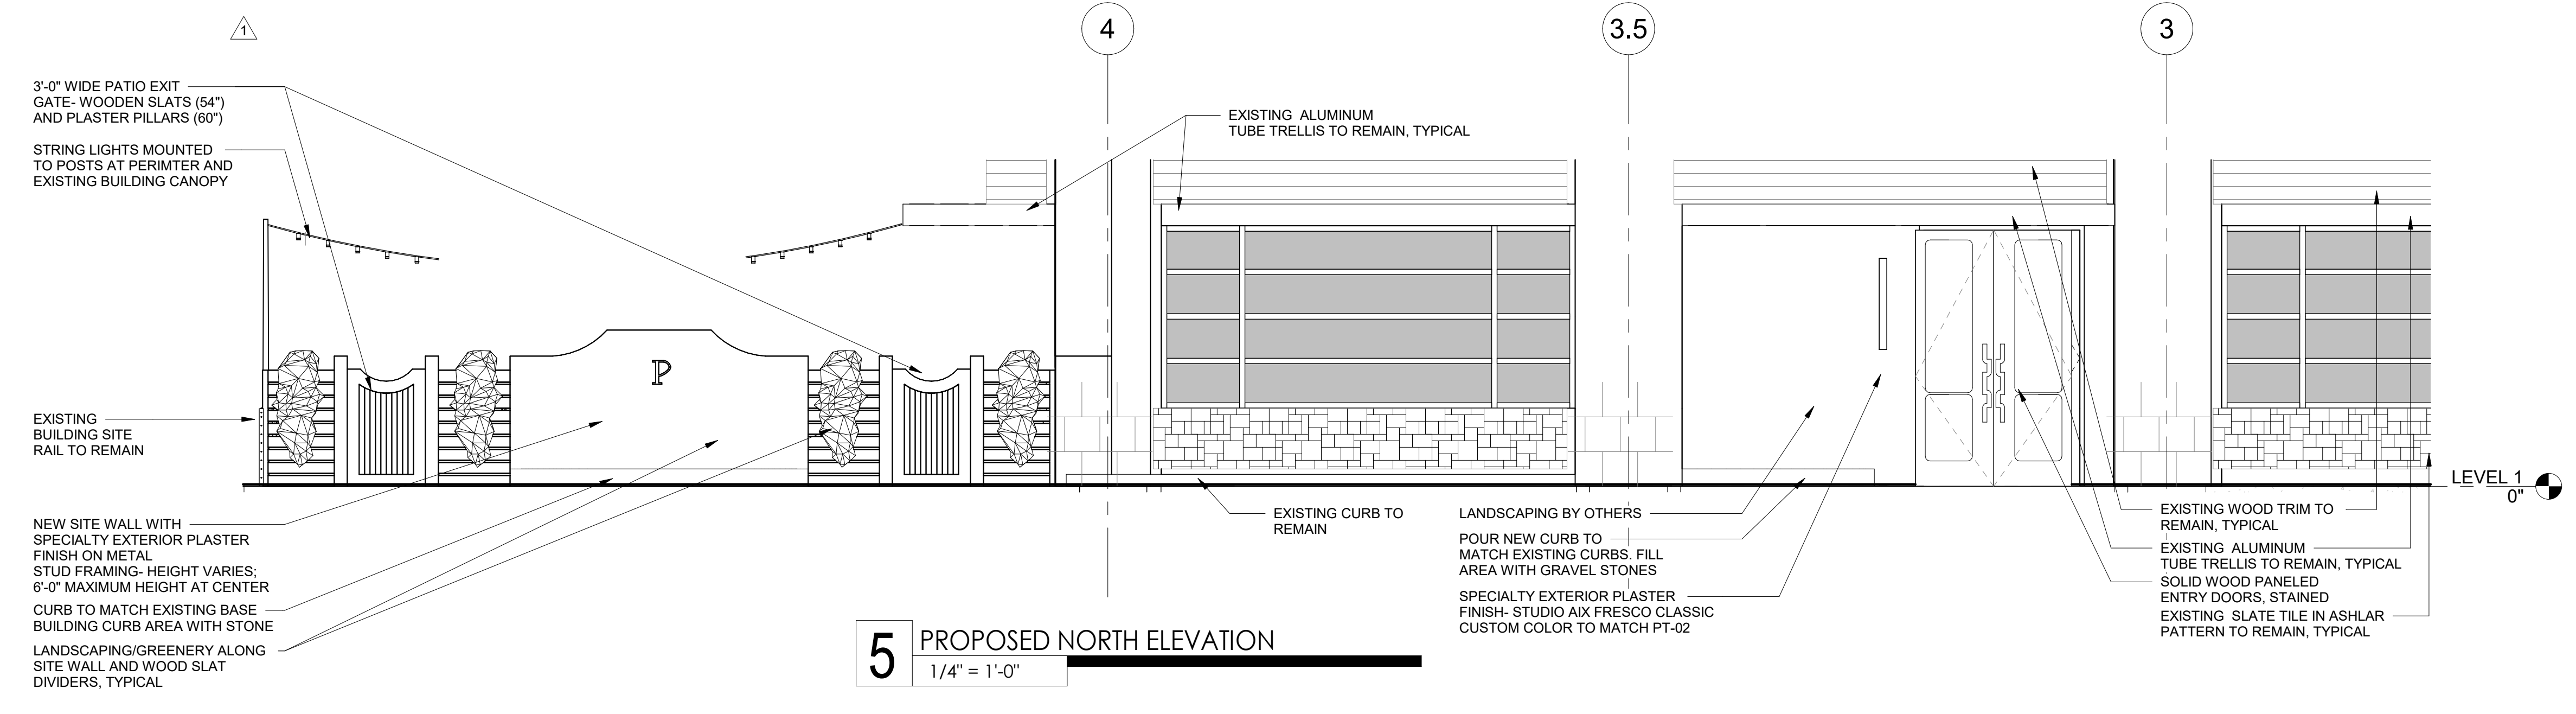 1
4
3.5
3
3'-0" WIDE PATIO EXIT
GATE- WOODEN SLATS (54")
AND PLASTER PILLARS (60")
STRING LIGHTS MOUNTED
TO POSTS AT PERIMTER AND
EXISTING BUILDING CANOPY
EXISTING ALUMINUM
TUBE TRELLIS TO REMAIN, TYPICAL
P
EXISTING
BUILDING SITE
RAIL TO REMAIN
LEVEL 1
0"
NEW SITE WALL WITH
SPECIALTY EXTERIOR PLASTER
FINISH ON METAL
STUD FRAMING- HEIGHT VARIES;
6'-0" MAXIMUM HEIGHT AT CENTER
CURB TO MATCH EXISTING BASE
BUILDING CURB AREA WITH STONE
LANDSCAPING/GREENERY ALONG
SITE WALL AND WOOD SLAT
DIVIDERS, TYPICAL
EXISTING CURB TO
REMAIN
LANDSCAPING BY OTHERS
POUR NEW CURB TO
MATCH EXISTING CURBS. FILL
AREA WITH GRAVEL STONES
SPECIALTY EXTERIOR PLASTER
FINISH- STUDIO AIX FRESCO CLASSIC
CUSTOM COLOR TO MATCH PT-02
EXISTING WOOD TRIM TO
REMAIN, TYPICAL
EXISTING ALUMINUM
TUBE TRELLIS TO REMAIN, TYPICAL
SOLID WOOD PANELED
ENTRY DOORS, STAINED
EXISTING SLATE TILE IN ASHLAR
PATTERN TO REMAIN, TYPICAL
5
PROPOSED NORTH ELEVATION
1/4" = 1'-0"